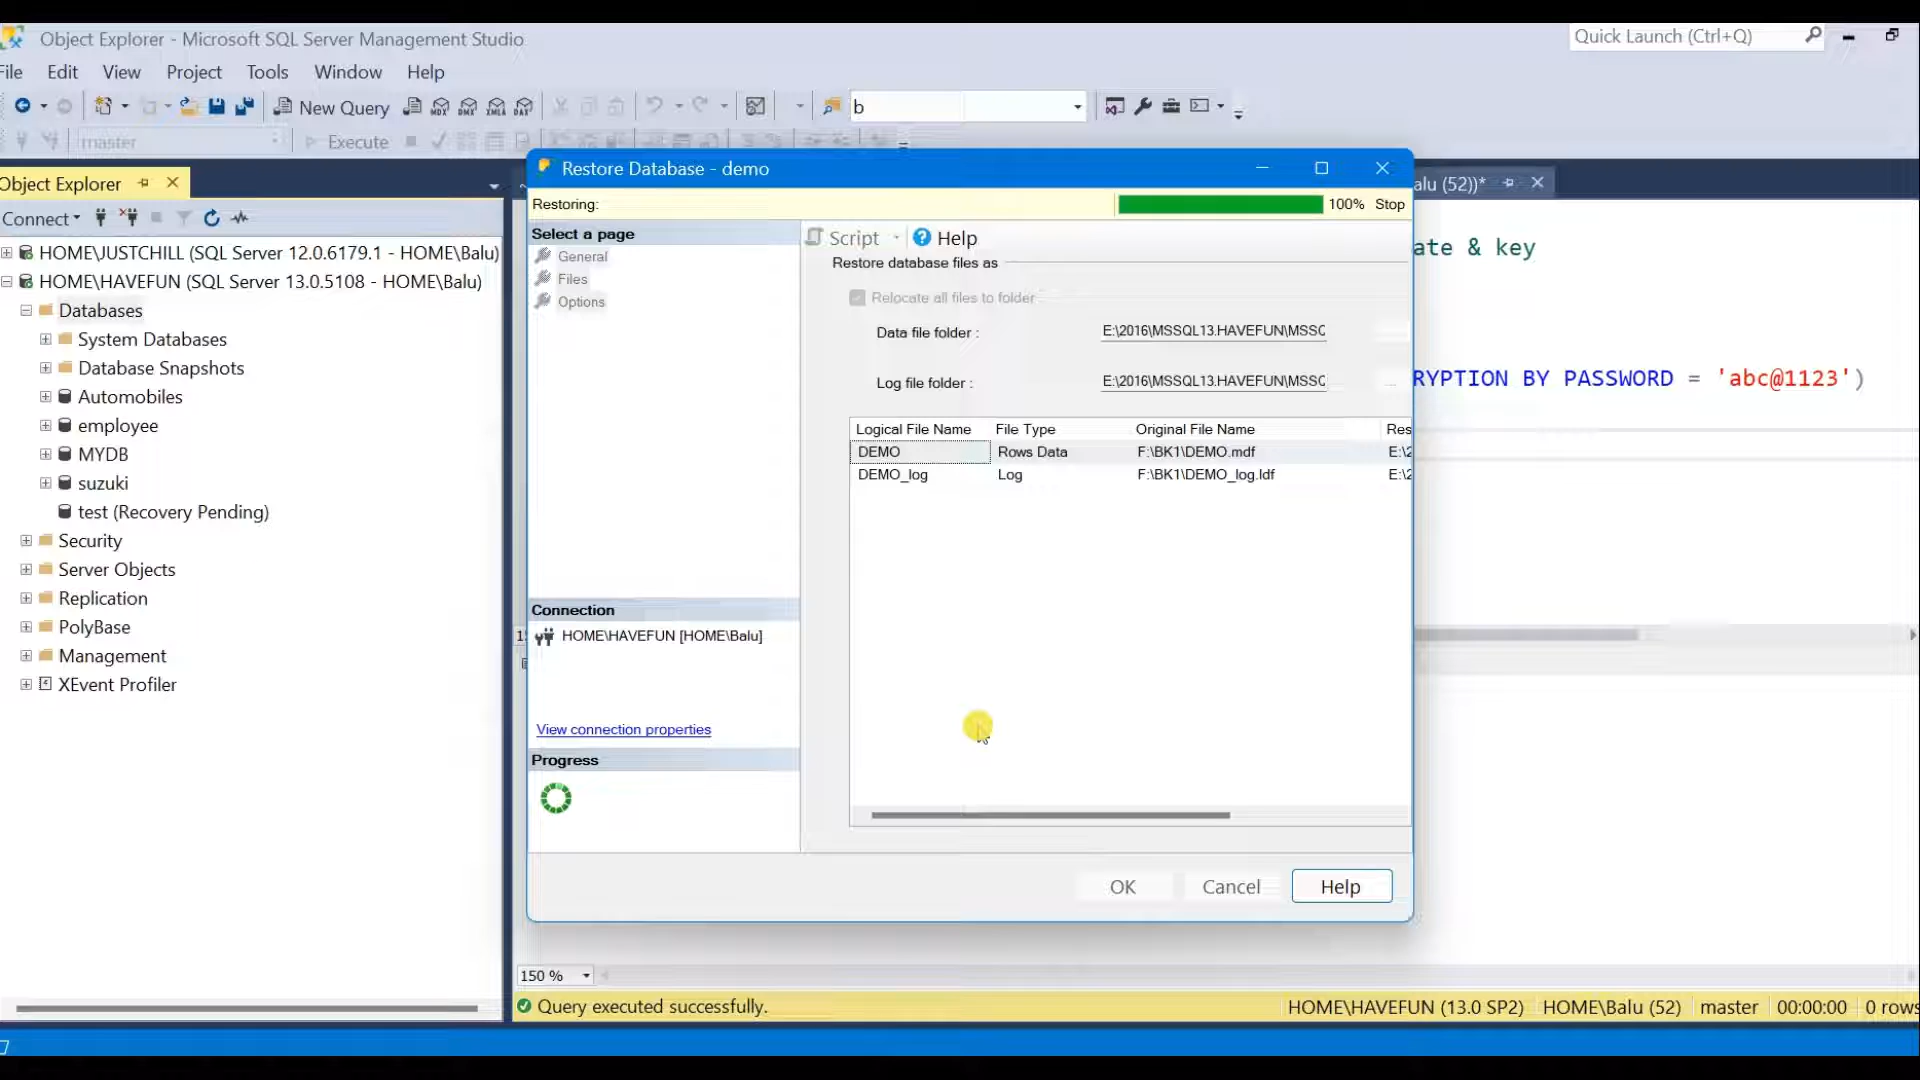 Object Explorer - Microsoft SQL Server Management Studio
Quick Launch (Ctrl+Q)
File Edit View Project Tools Window Help
New Query MDX DMX XMLA DAX b
master Execute
Object Explorer
Connect
HOME\JUSTCHILL (SQL Server 12.0.6179.1 - HOME\Balu)
HOME\HAVEFUN (SQL Server 13.0.5108 - HOME\Balu)
Databases
System Databases
Database Snapshots
Automobiles
employee
MYDB
suzuki
test (Recovery Pending)
Security
Server Objects
Replication
PolyBase
Management
XEvent Profiler
Restore Database - demo
Restoring: 100% Stop
Select a page
General
Files
Options
Connection
HOME\HAVEFUN [HOME\Balu]
View connection properties
Progress
Script Help
Restore database files as
Relocate all files to folder
Data file folder : E:\2016\MSSQL13.HAVEFUN\MSSQ
Log file folder : E:\2016\MSSQL13.HAVEFUN\MSSQ ...
Logical File Name File Type Original File Name Res
DEMO Rows Data F:\BK1\DEMO.mdf E:\2
DEMO_log Log F:\BK1\DEMO_log.ldf E:\2
OK Cancel Help
alu (52))*
ate & key
RYPTION BY PASSWORD = 'abc@1123')
150 %
Query executed successfully. HOME\HAVEFUN (13.0 SP2) HOME\Balu (52) master 00:00:00 0 rows